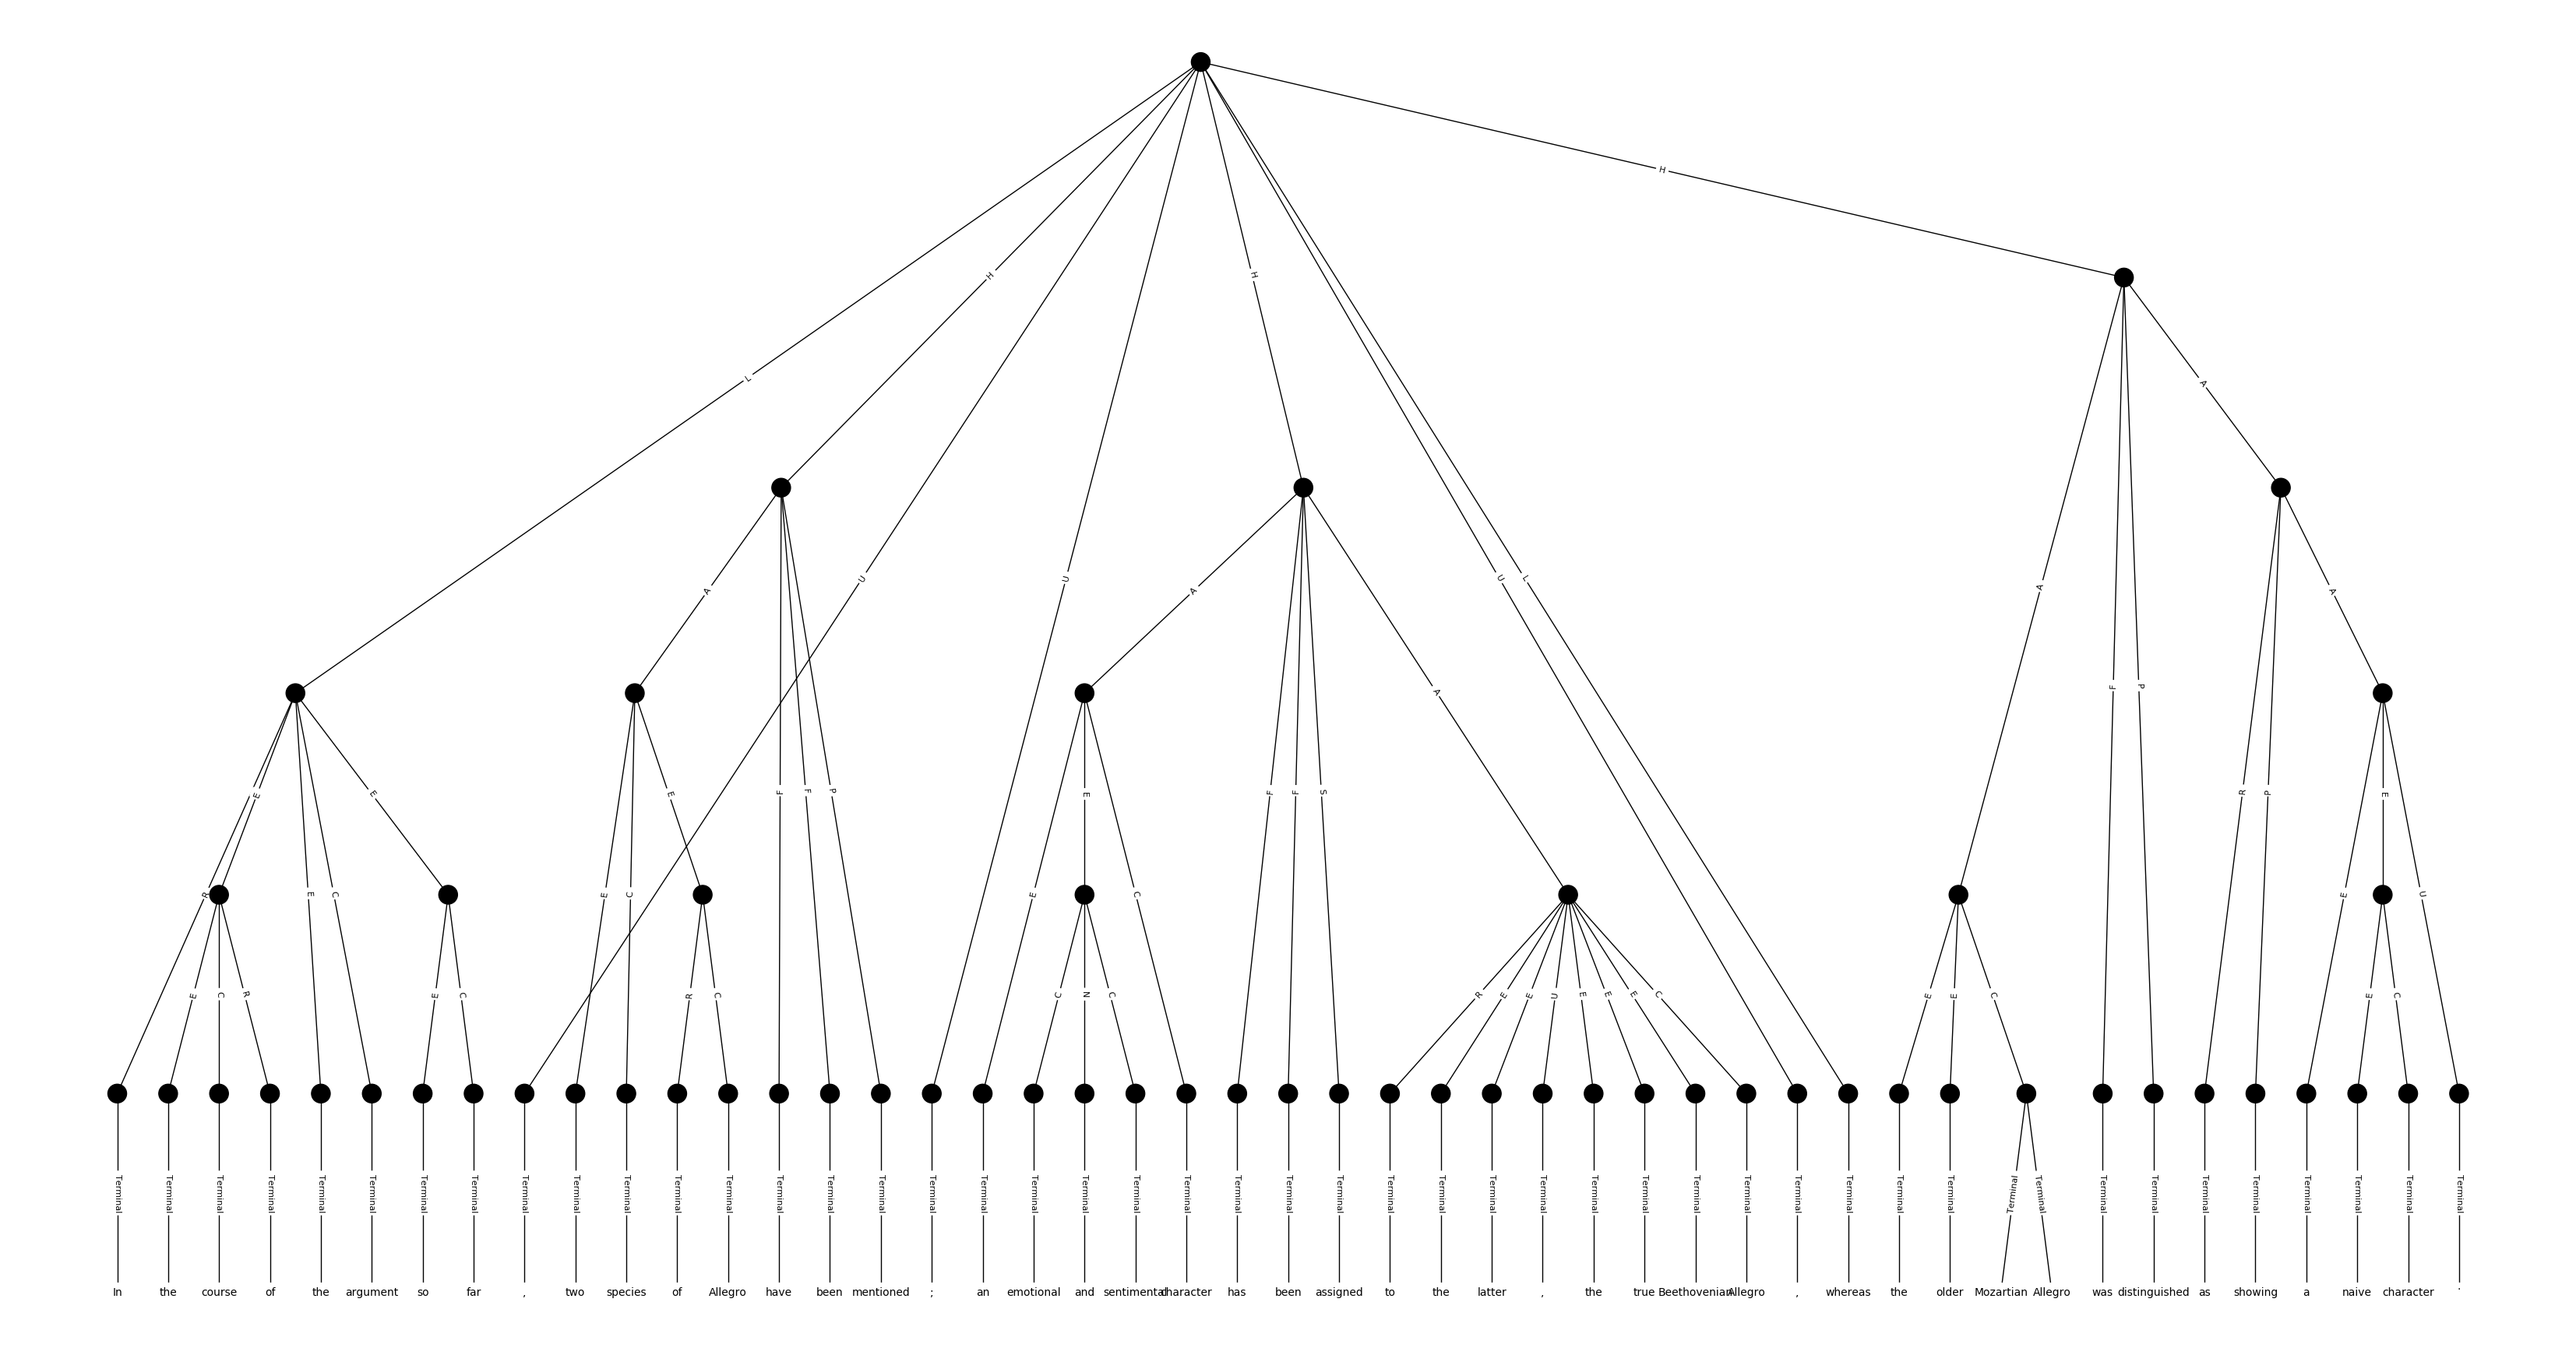 H
L
H
H
A
U
U
U
L
A
A
A
A
A
F
P
A
E
E
E
E
F
F
P
F
F
S
R
P
E
R
E
C
E
C
E
C
E
U
E
C
R
E
C
R
C
C
N
C
R
E
E
U
E
E
E
C
E
E
C
E
C
Terminal Terminal Terminal Terminal Terminal Terminal Terminal Terminal Terminal Terminal Terminal Terminal Terminal Terminal Terminal Terminal Terminal Terminal Terminal Terminal Terminal Terminal Terminal Terminal Terminal Terminal Terminal Terminal Terminal Terminal Terminal Terminal Terminal Terminal Terminal Terminal Terminal Terminal Terminal Terminal Terminal Terminal Terminal Terminal Terminal Terminal Terminal
In the course of the argument so far , two species of Allegro have been mentioned ; an emotional and sentimental character has been assigned to the latter , the true Beethovenian Allegro , whereas the older Mozartian Allegro was distinguished as showing a naive character .